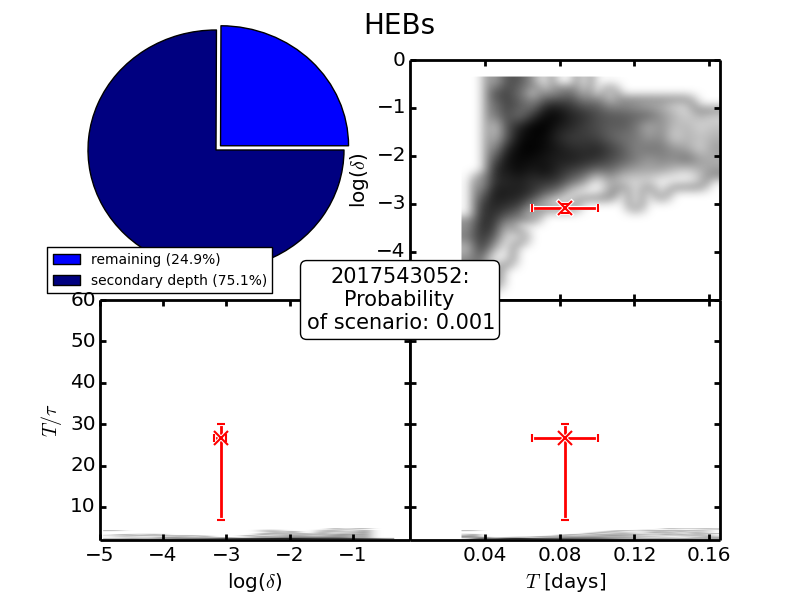 HEBs
remaining (24.9%)
secondary depth (75.1%)
log(δ)
0
−1
−2
−3
−4
2017543052:
Probability
of scenario: 0.001
T/τ
60
50
40
30
20
10
−5 −4 −3 −2 −1
log(δ)
0.04 0.08 0.12 0.16
T [days]